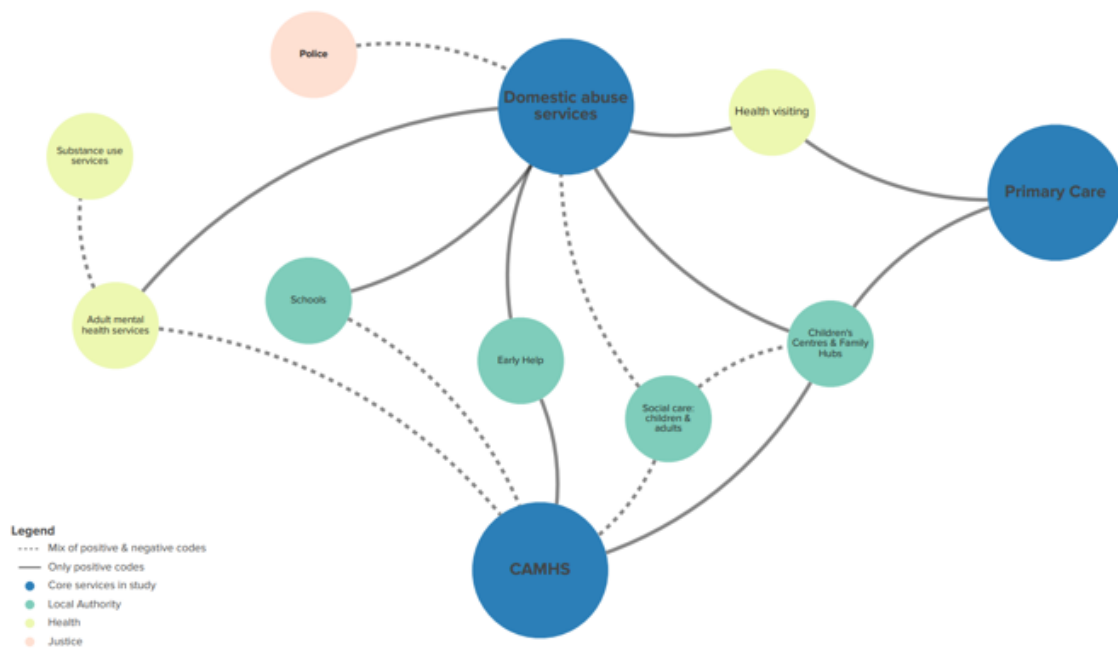 Police
Domestic abuse
services
Health visiting
Substance use
services
Primary Care
Schools
Adult mental
health services
Early Help
Children's
Centres & Family
Hubs
Social care:
children &
adults
CAMHS
Legend
Mix of positive & negative codes
Only positive codes
Core services in study
Local Authority
Health
Justice